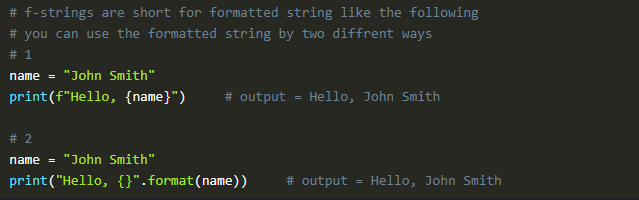 # f-strings are short for formatted string like the following
# you can use the formatted string by two diffrent ways
# 1
name = "John Smith"
print(f"Hello, {name}")     # output = Hello, John Smith

# 2
name = "John Smith"
print("Hello, {}".format(name))     # output = Hello, John Smith